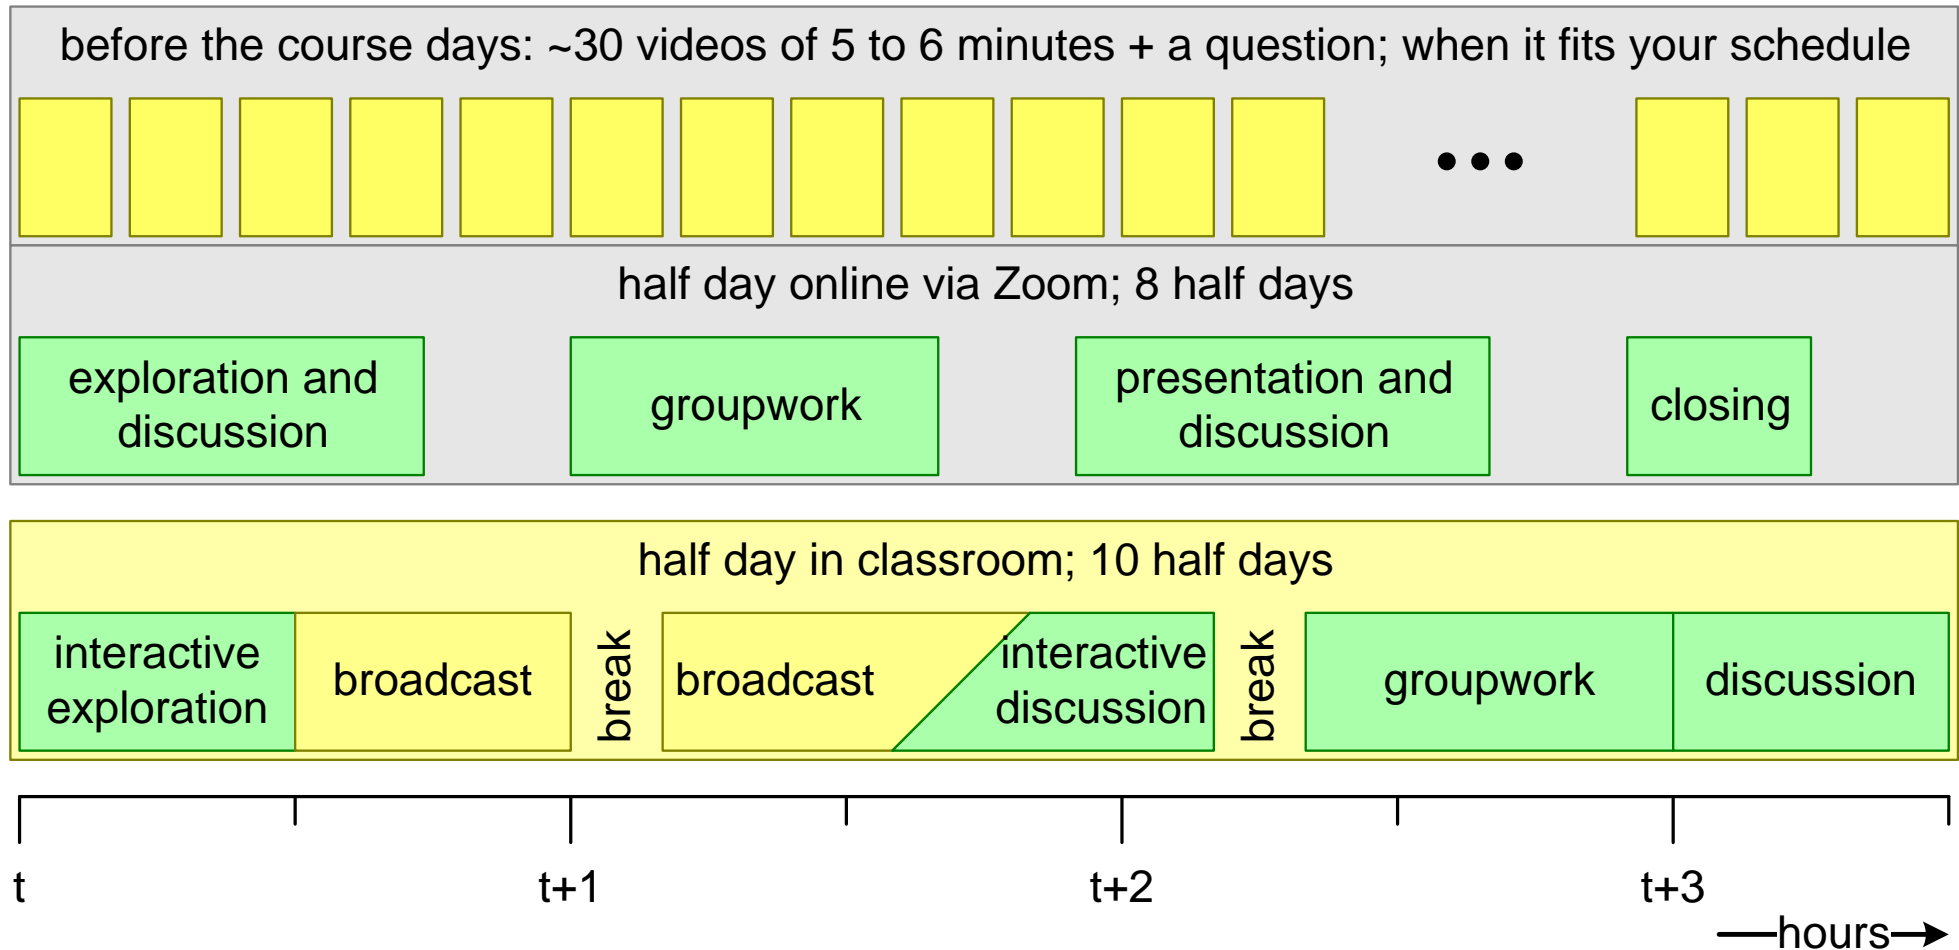 before the course days: ~30 videos of 5 to 6 minutes + a question; when it fits your schedule
half day online via Zoom; 8 half days
exploration and
discussion
groupwork
presentation and
discussion
closing
half day in classroom; 10 half days
interactive
exploration
broadcast
break
broadcast
interactive
discussion
break
groupwork
discussion
t
t+1
t+2
t+3
hours